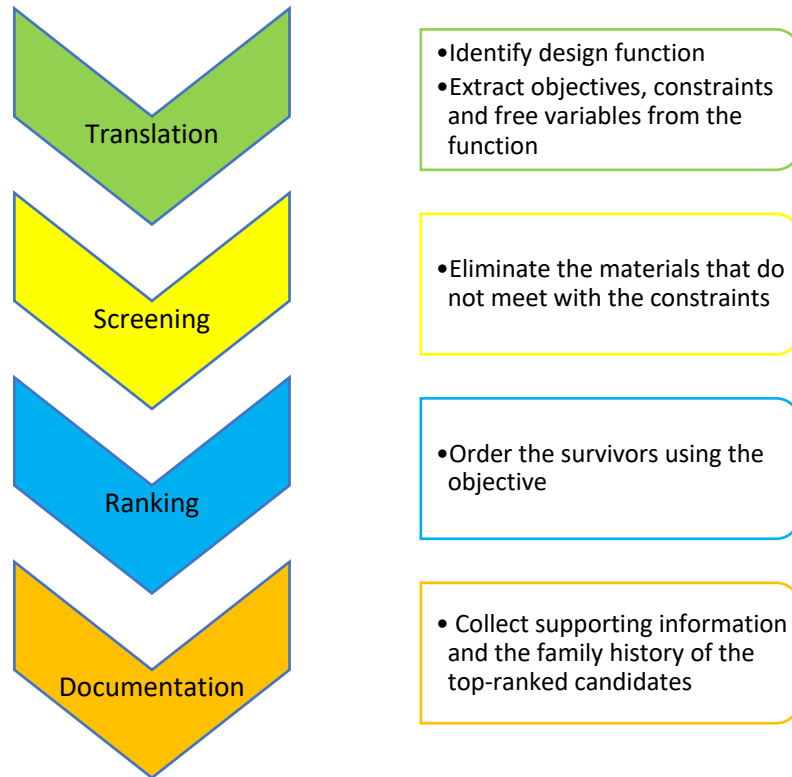 Translation
•Identify design function
•Extract objectives, constraints
and free variables from the
function
Screening
•Eliminate the materials that do
not meet with the constraints
Ranking
•Order the survivors using the
objective
Documentation
• Collect supporting information
and the family history of the
top-ranked candidates